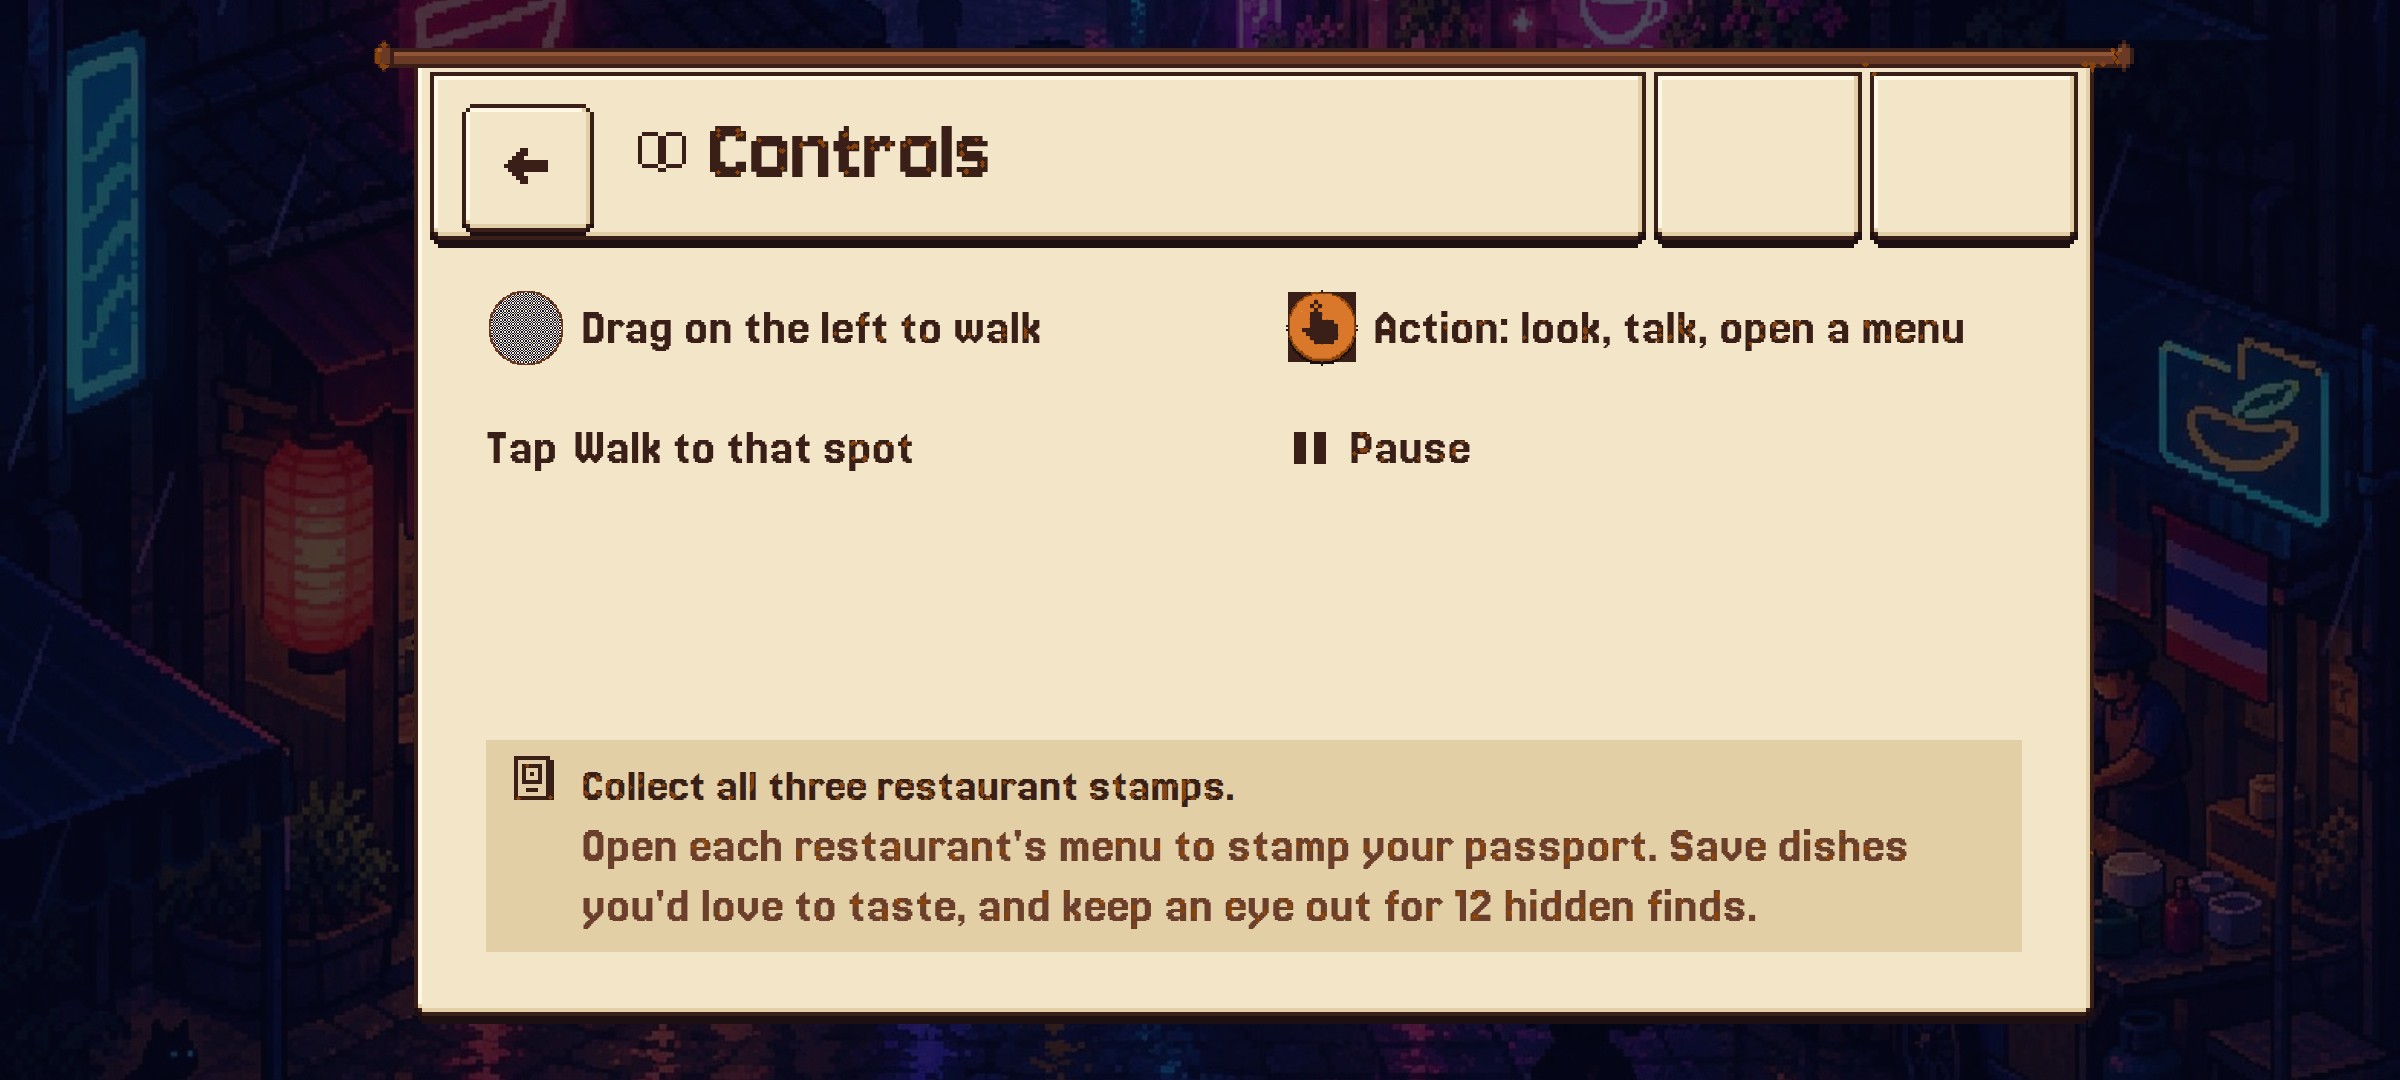 Controls
Drag on the left to walk
Action: look, talk, open a menu
Tap Walk to that spot
Pause
Collect all three restaurant stamps.
Open each restaurant's menu to stamp your passport. Save dishes
you'd love to taste, and keep an eye out for 12 hidden finds.